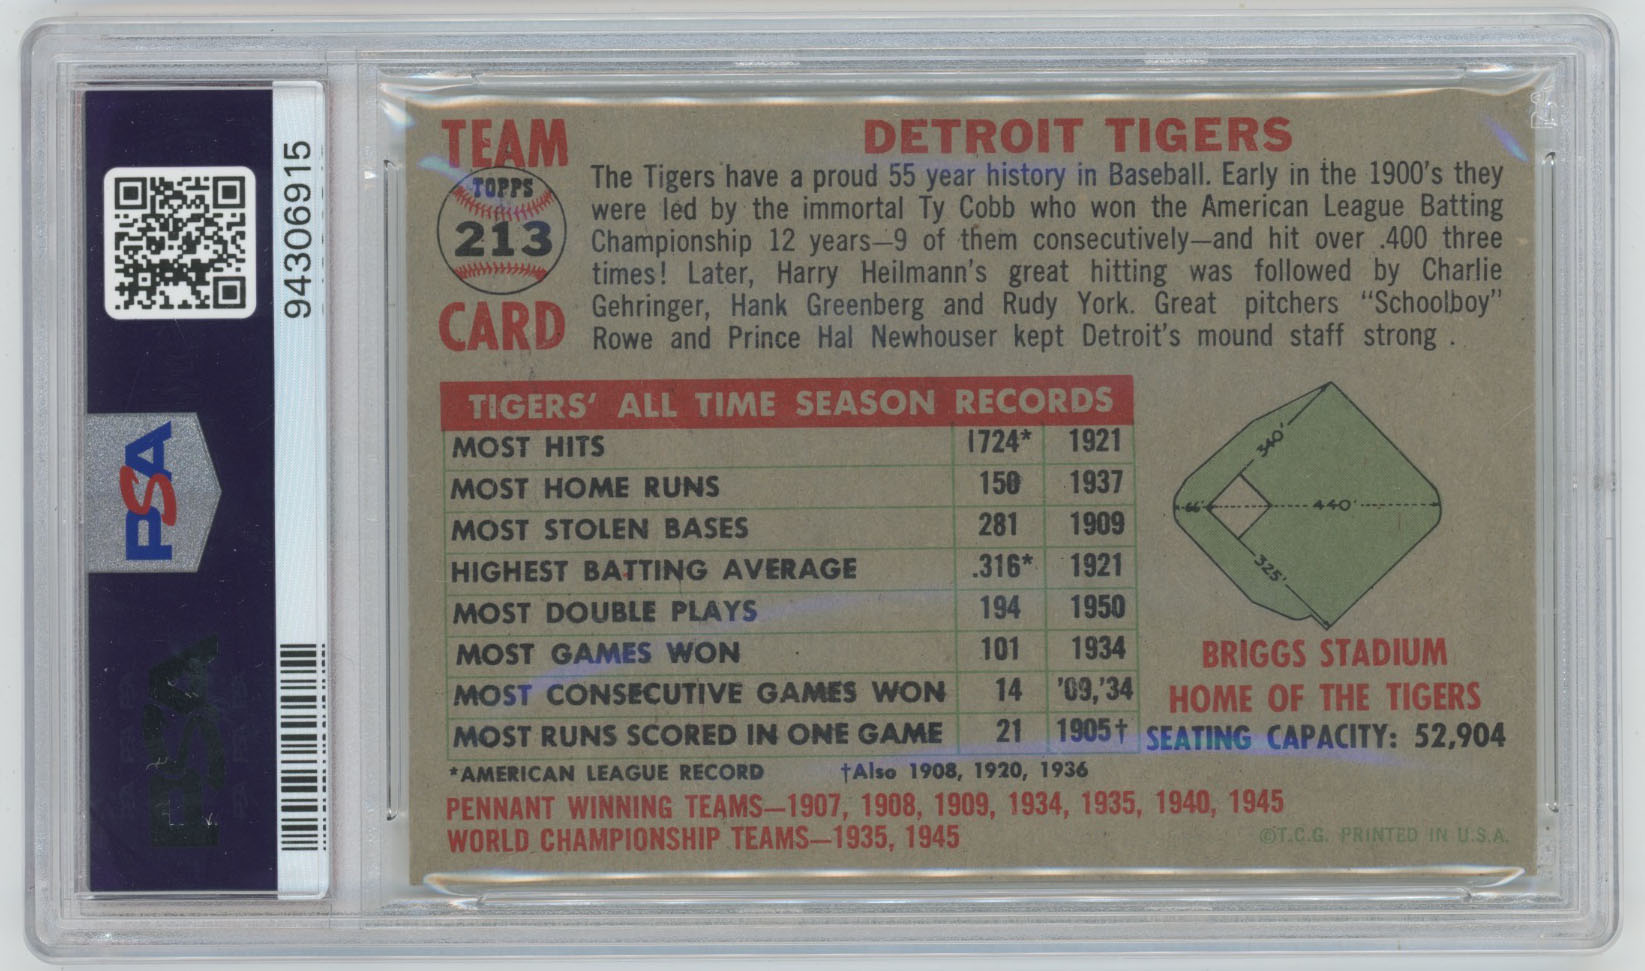 94306915
PSA
PSA
TEAM
TOPPS
213
CARD
DETROIT TIGERS
The Tigers have a proud 55 year history in Baseball. Early in the 1900's they
were led by the immortal Ty Cobb who won the American League Batting
Championship 12 years—9 of them consecutively—and hit over .400 three
times! Later, Harry Heilmann's great hitting was followed by Charlie
Gehringer, Hank Greenberg and Rudy York. Great pitchers "Schoolboy"
Rowe and Prince Hal Newhouser kept Detroit's mound staff strong .
TIGERS' ALL TIME SEASON RECORDS
MOST HITS 1724* 1921
MOST HOME RUNS 150 1937
MOST STOLEN BASES 281 1909
HIGHEST BATTING AVERAGE .316* 1921
MOST DOUBLE PLAYS 194 1950
MOST GAMES WON 101 1934
MOST CONSECUTIVE GAMES WON 14 '09,'34
MOST RUNS SCORED IN ONE GAME 21 1905†
*AMERICAN LEAGUE RECORD †Also 1908, 1920, 1936
340'
66'
440'
325'
BRIGGS STADIUM
HOME OF THE TIGERS
SEATING CAPACITY: 52,904
PENNANT WINNING TEAMS—1907, 1908, 1909, 1934, 1935, 1940, 1945
WORLD CHAMPIONSHIP TEAMS—1935, 1945
©T.C.G. PRINTED IN U.S.A.